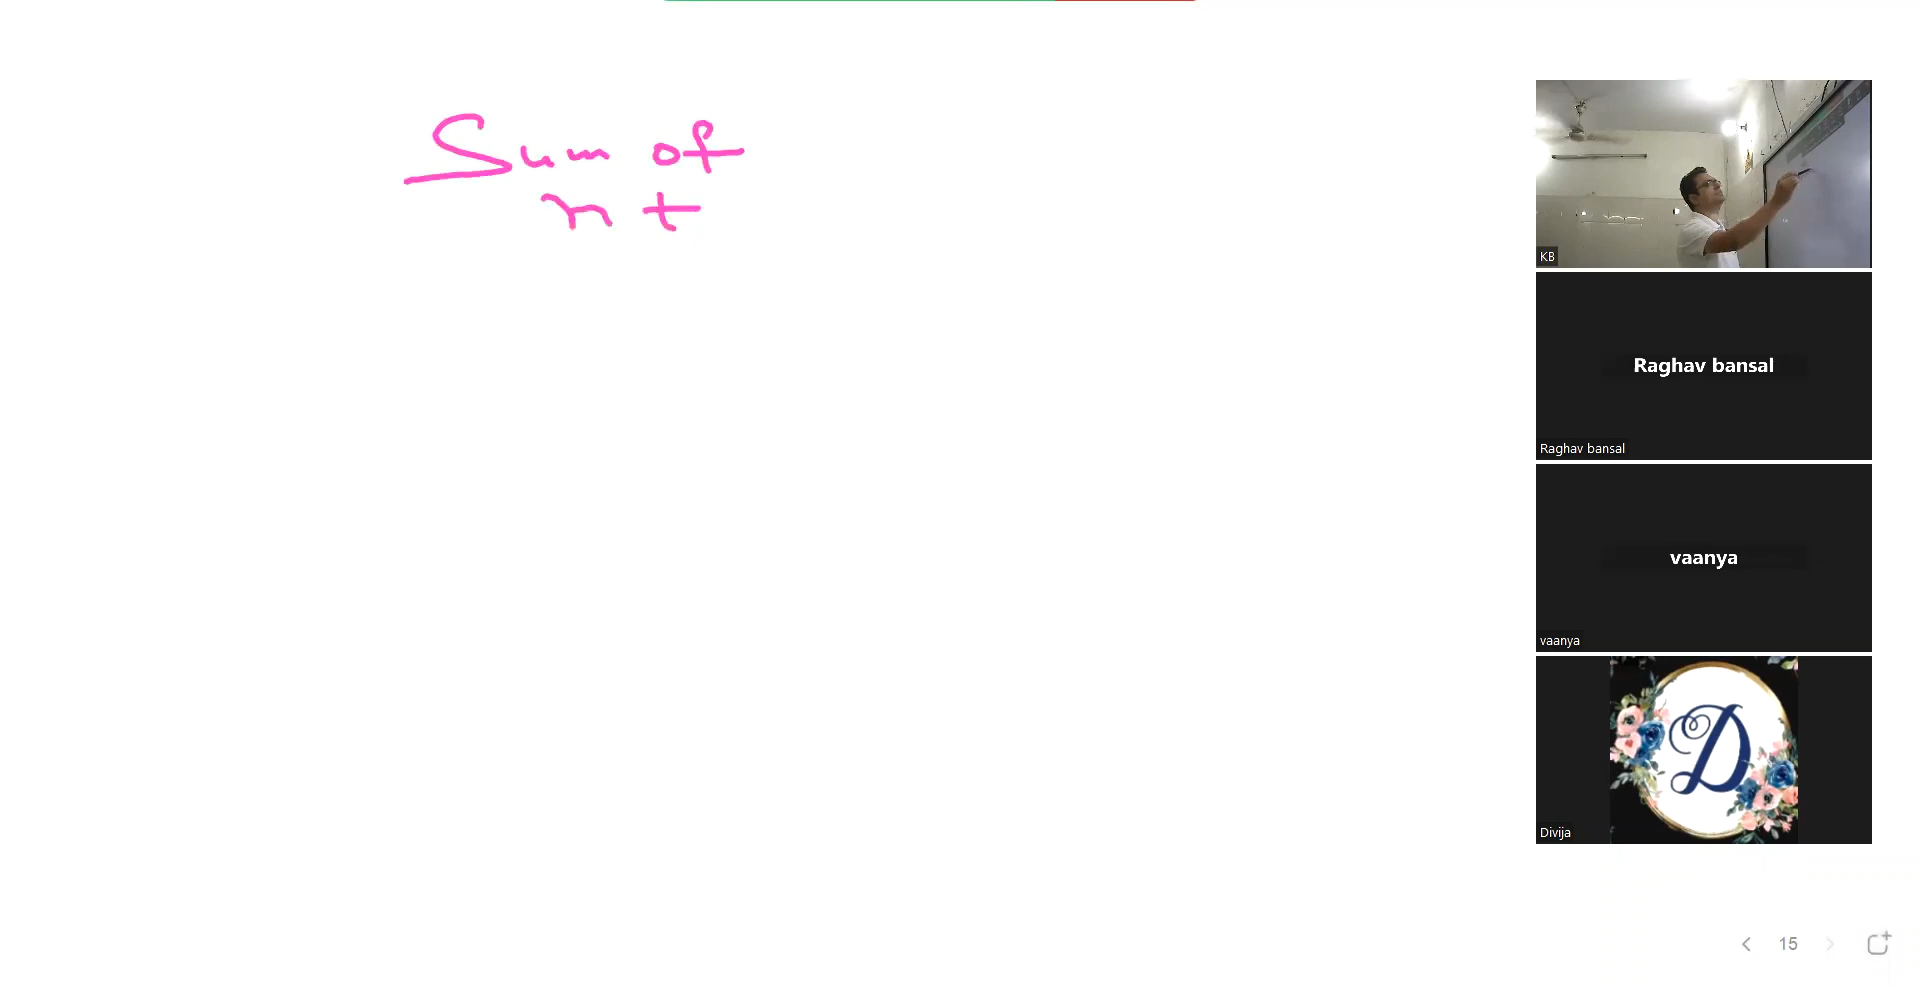 Sum of
n t
KB
Raghav bansal
Raghav bansal
vaanya
vaanya
D
Divija
15